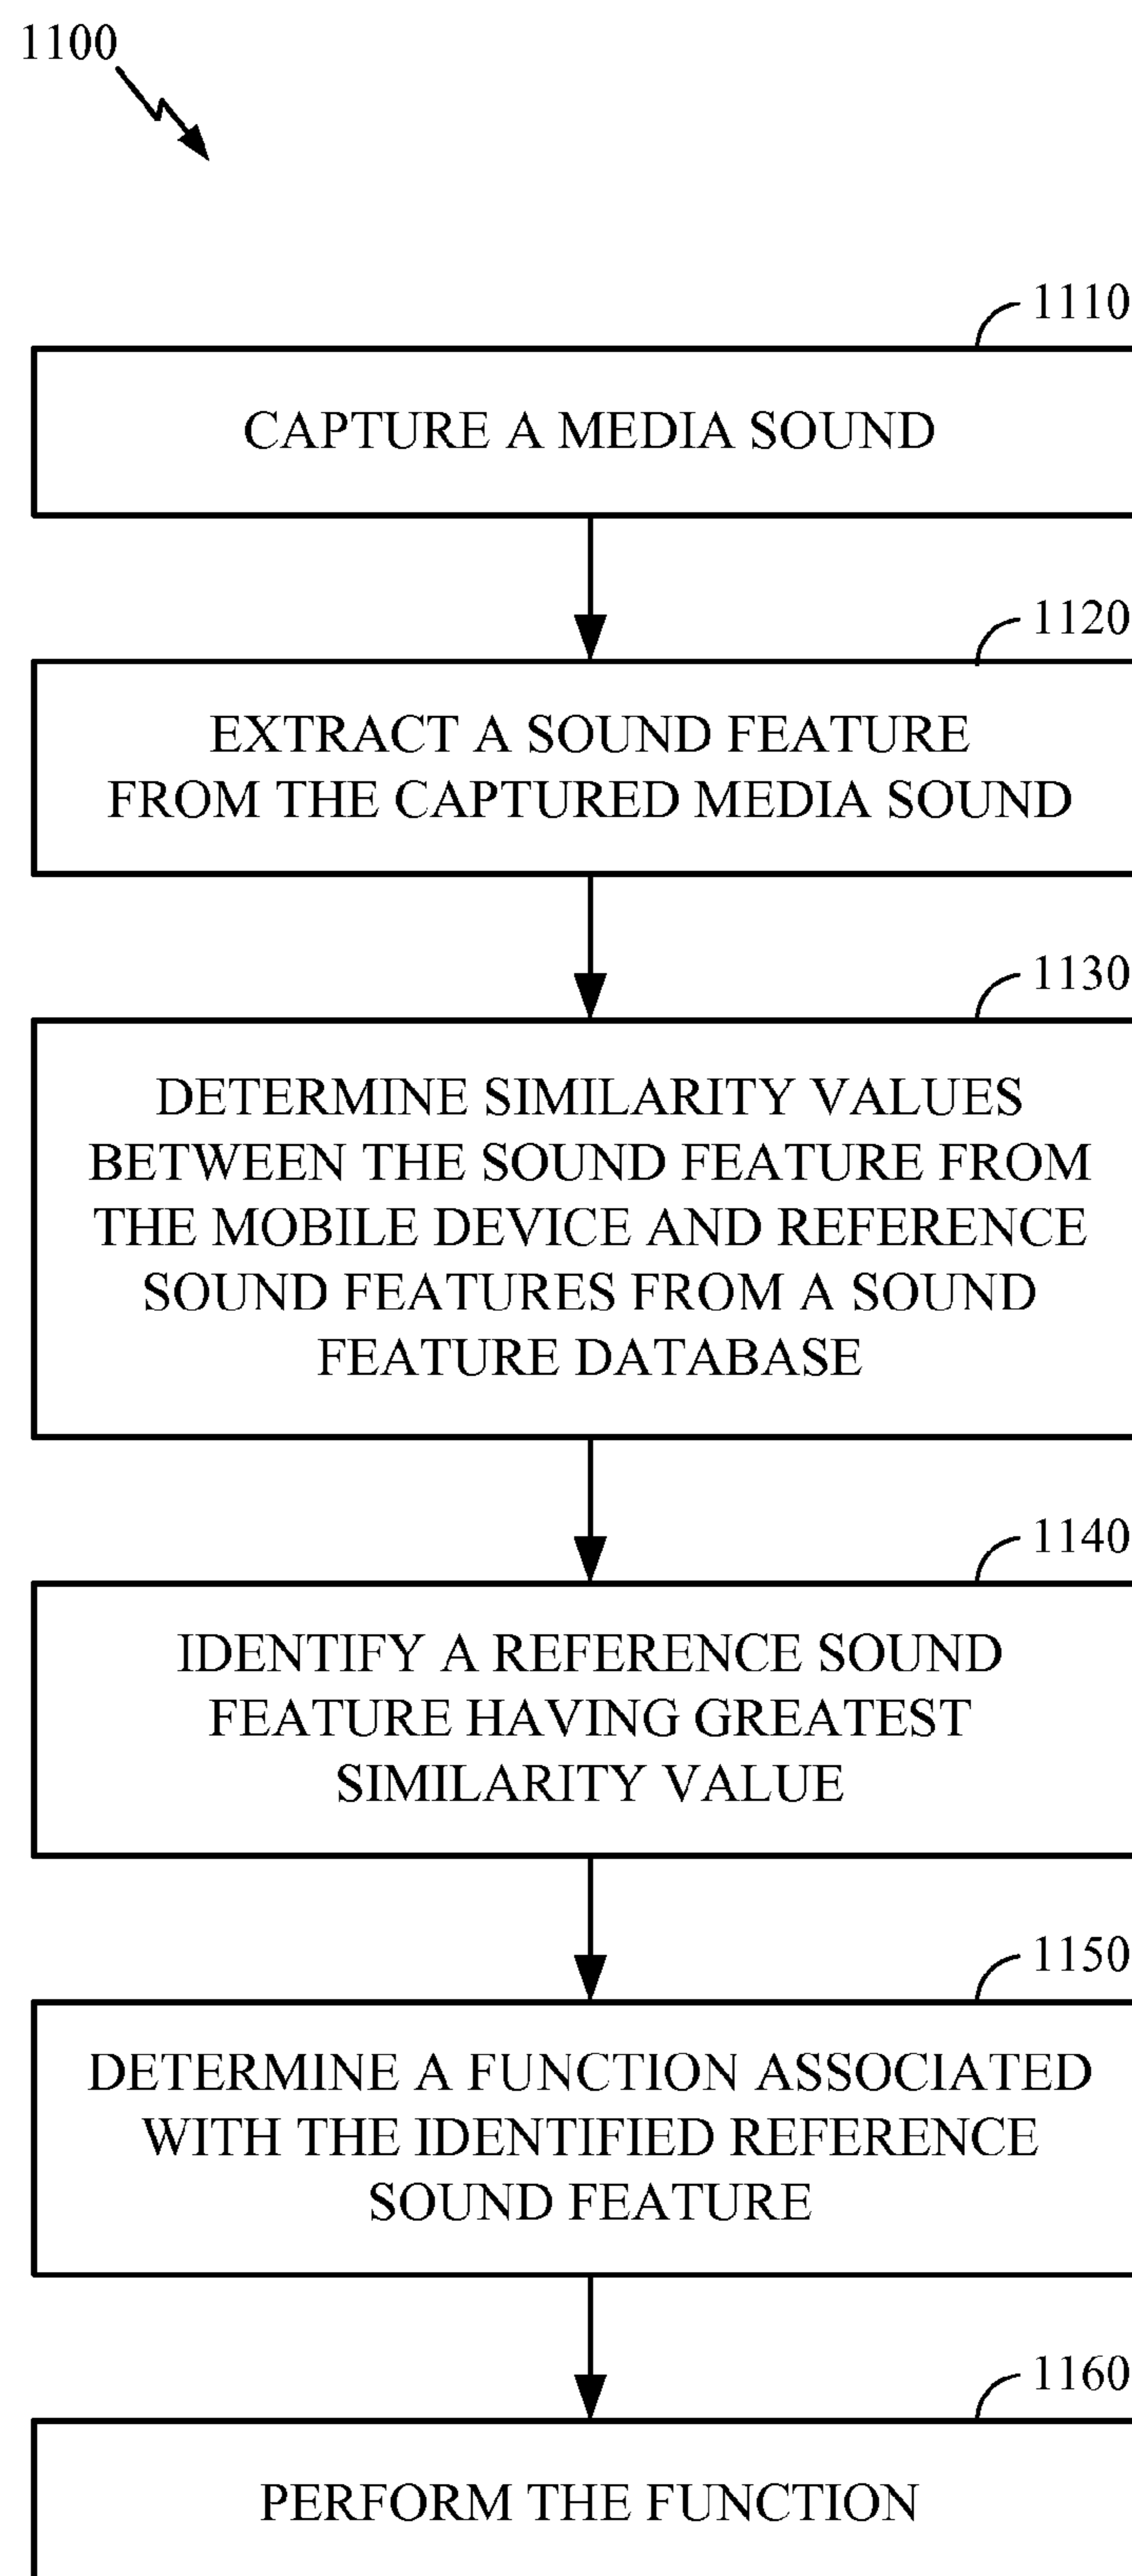 1100
1110
CAPTURE A MEDIA SOUND
1120
EXTRACT A SOUND FEATURE
FROM THE CAPTURED MEDIA SOUND
1130
DETERMINE SIMILARITY VALUES
BETWEEN THE SOUND FEATURE FROM
THE MOBILE DEVICE AND REFERENCE
SOUND FEATURES FROM A SOUND
FEATURE DATABASE
1140
IDENTIFY A REFERENCE SOUND
FEATURE HAVING GREATEST
SIMILARITY VALUE
1150
DETERMINE A FUNCTION ASSOCIATED
WITH THE IDENTIFIED REFERENCE
SOUND FEATURE
1160
PERFORM THE FUNCTION